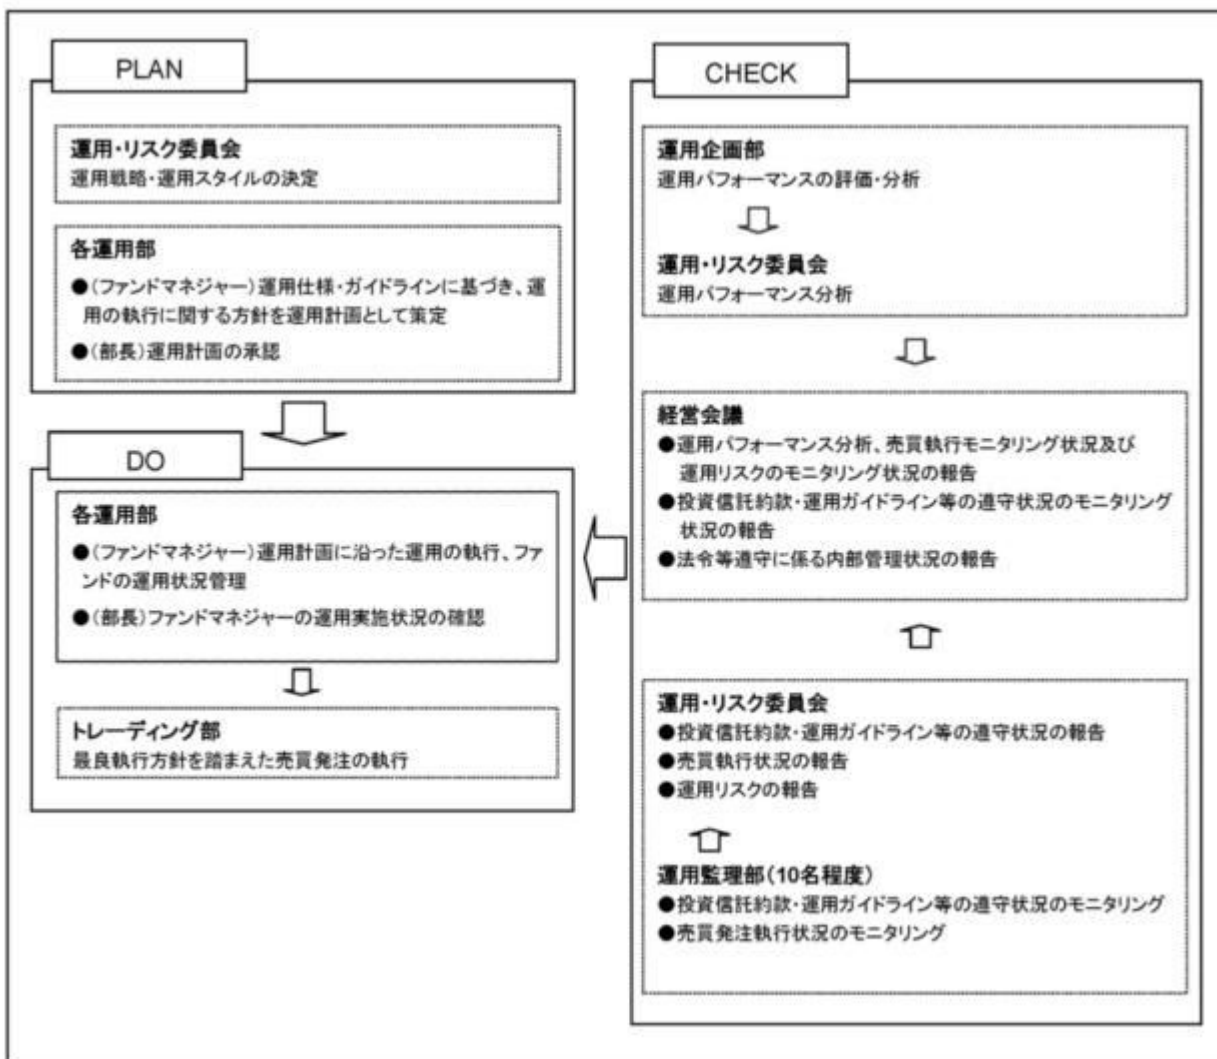 PLAN
運用・リスク委員会
運用戦略・運用スタイルの決定
各運用部
●(ファンドマネジャー)運用仕様・ガイドラインに基づき、運
用の執行に関する方針を運用計画として策定
●(部長)運用計画の承認
DO
各運用部
●(ファンドマネジャー)運用計画に沿った運用の執行、ファ
ンドの運用状況管理
●(部長)ファンドマネジャーの運用実施状況の確認
トレーディング部
最良執行方針を踏まえた売買発注の執行
CHECK
運用企画部
運用パフォーマンスの評価・分析
運用・リスク委員会
運用パフォーマンス分析
経営会議
●運用パフォーマンス分析、売買執行モニタリング状況及び
運用リスクのモニタリング状況の報告
●投資信託約款・運用ガイドライン等の遵守状況のモニタリング
状況の報告
●法令等遵守に係る内部管理状況の報告
運用・リスク委員会
●投資信託約款・運用ガイドライン等の遵守状況の報告
●売買執行状況の報告
●運用リスクの報告
運用監理部(10名程度)
●投資信託約款・運用ガイドライン等の遵守状況のモニタリング
●売買発注執行状況のモニタリング